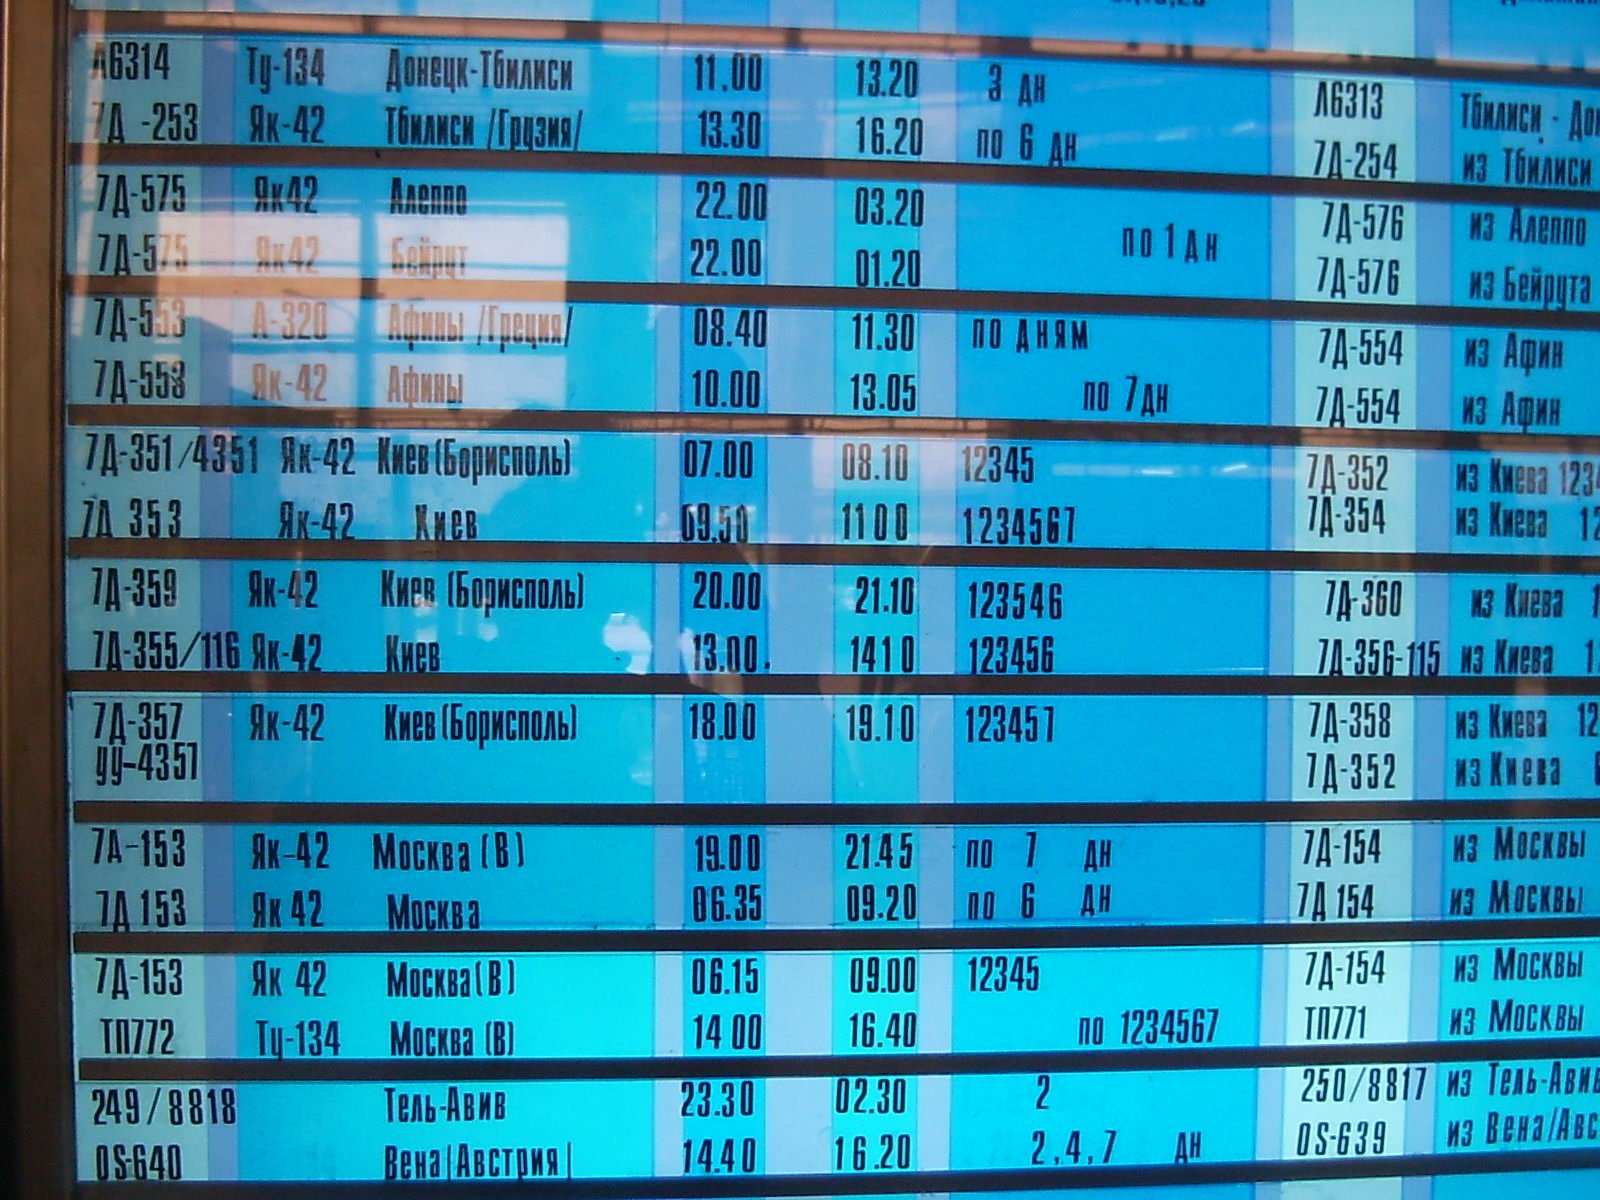 Л6314 Ту-134 Донецк-Тбилиси 11.00 13.20 3 дн Л6313 Тбилиси -
7Д -253 Як-42 Тбилиси /Грузия/ 13.30 16.20 по 6 дн 7Д-254 из Тбилиси
7Д-575 Як42 Алеппо 22.00 03.20 7Д-576 из Алеппо
по 1 дн
7Д-575 Як42 Бейрут 22.00 01.20 7Д-576 из Бейрута
7Д-553 А-320 Афины /Греция/ 08.40 11.30 по дням 7Д-554 из Афин
7Д-553 Як-42 Афины 10.00 13.05 по 7дн 7Д-554 из Афин
7Д-351/4351 Як-42 Киев(Борисполь) 07.00 08.10 12345 7Д-352 из Киева 1234
7Д 353 Як-42 Киев 09.50 11 00 1234567 7Д-354 из Киева 12
7Д-359 Як-42 Киев (Борисполь) 20.00 21.10 123546 7Д-360 из Киева 1
7Д-355/116 Як-42 Киев 13.00. 1410 123456 7Д-356-115 из Киева 1
7Д-357 Як-42 Киев(Борисполь) 18.00 19.10 123457 7Д-358 из Киева 12
уу-4357 7Д-352 из Киева
7А-153 Як-42 Москва (В) 19.00 21.45 по 7 дн 7Д-154 из Москвы
7Д 153 Як 42 Москва 06.35 09.20 по 6 дн 7Д 154 из Москвы
7Д-153 Як 42 Москва(В) 06.15 09.00 12345 7Д-154 из Москвы
ТП772 Ту-134 Москва (В) 14 00 16.40 по 1234567 ТП771 из Москвы
249/8818 Тель-Авив 23.30 02.30 2 250/8817 из Тель-Авив
OS-640 Вена/Австрия/ 14.40 16.20 2,4,7 дн OS-639 из Вена/Авс